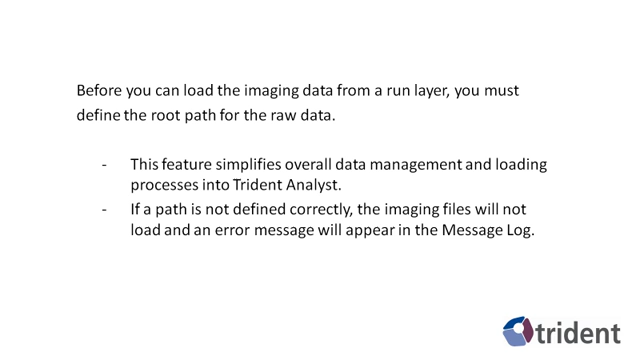 Before you can load the imaging data from a run layer, you must
define the root path for the raw data.
- This feature simplifies overall data management and loading
processes into Trident Analyst.
- If a path is not defined correctly, the imaging files will not
load and an error message will appear in the Message Log.
trident